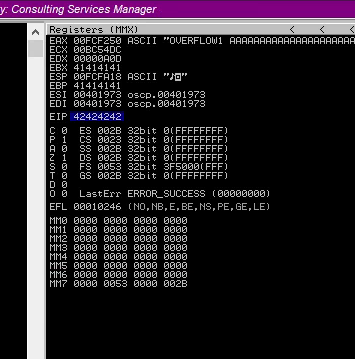 y: Consulting Services Manager
Registers (MMX) < < <
EAX 00FCF250 ASCII "OVERFLOW1 AAAAAAAAAAAAAAAAAAAAA
ECX 00BC54DC
EDX 00000A0D
EBX 41414141
ESP 00FCFA18 ASCII "♪◙"
EBP 41414141
ESI 00401973 oscp.00401973
EDI 00401973 oscp.00401973
EIP 42424242
C 0 ES 002B 32bit 0(FFFFFFFF)
P 1 CS 0023 32bit 0(FFFFFFFF)
A 0 SS 002B 32bit 0(FFFFFFFF)
Z 1 DS 002B 32bit 0(FFFFFFFF)
S 0 FS 0053 32bit 3F5000(FFF)
T 0 GS 002B 32bit 0(FFFFFFFF)
D 0
O 0 LastErr ERROR_SUCCESS (00000000)
EFL 00010246 (NO,NB,E,BE,NS,PE,GE,LE)
MM0 0000 0000 0000 0000
MM1 0000 0000 0000 0000
MM2 0000 0000 0000 0000
MM3 0000 0000 0000 0000
MM4 0000 0000 0000 0000
MM5 0000 0000 0000 0000
MM6 0000 0000 0000 0000
MM7 0000 0053 0000 002B